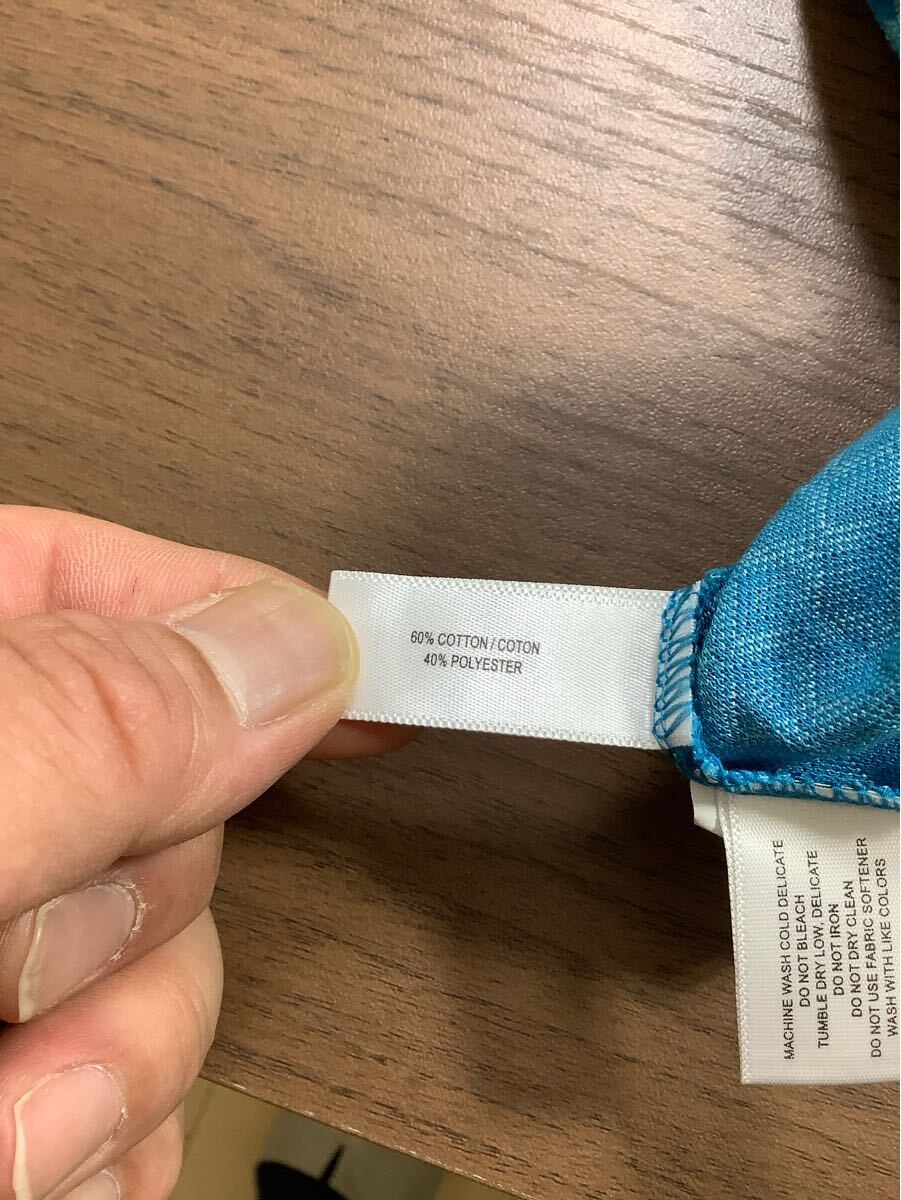 60% COTTON / COTON
40% POLYESTER
MACHINE WASH COLD DELICATE
DO NOT BLEACH
TUMBLE DRY LOW, DELICATE
DO NOT IRON
DO NOT DRY CLEAN
DO NOT USE FABRIC SOFTENER
WASH WITH LIKE COLORS